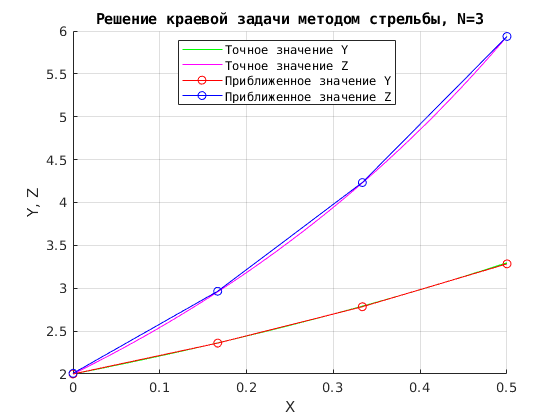 Решение краевой задачи методом стрельбы, N=3
Точное значение Y
Точное значение Z
Приближенное значение Y
Приближенное значение Z
6
5.5
5
4.5
4
3.5
3
2.5
2
Y, Z
0
0.1
0.2
0.3
0.4
0.5
X